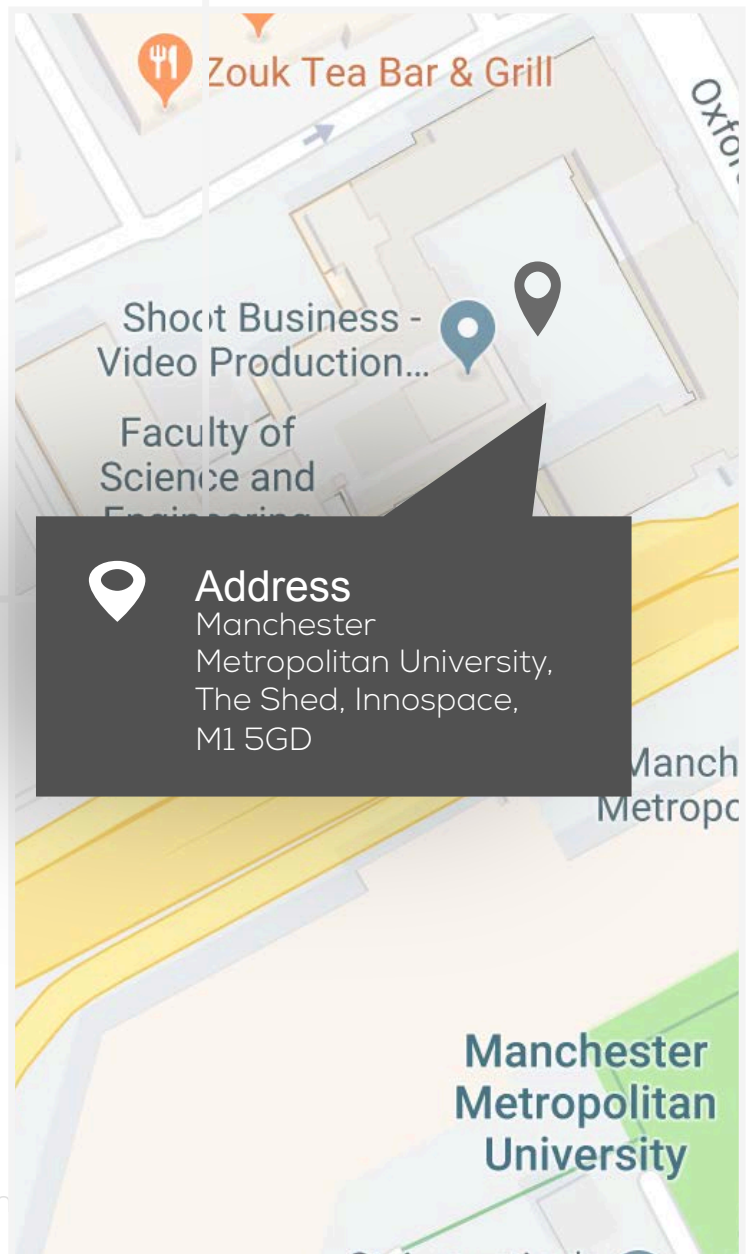 Zouk Tea Bar & Grill
Shoot Business -
Video Production...
Faculty of
Science and
Address
Manchester
Metropolitan University,
The Shed, Innospace,
M1 5GD
Manch
Metropo
Manchester
Metropolitan
University